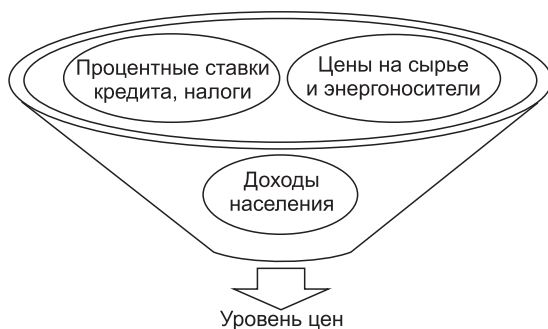 Процентные ставки
кредита, налоги
Цены на сырье
и энергоносители
Доходы
населения
Уровень цен